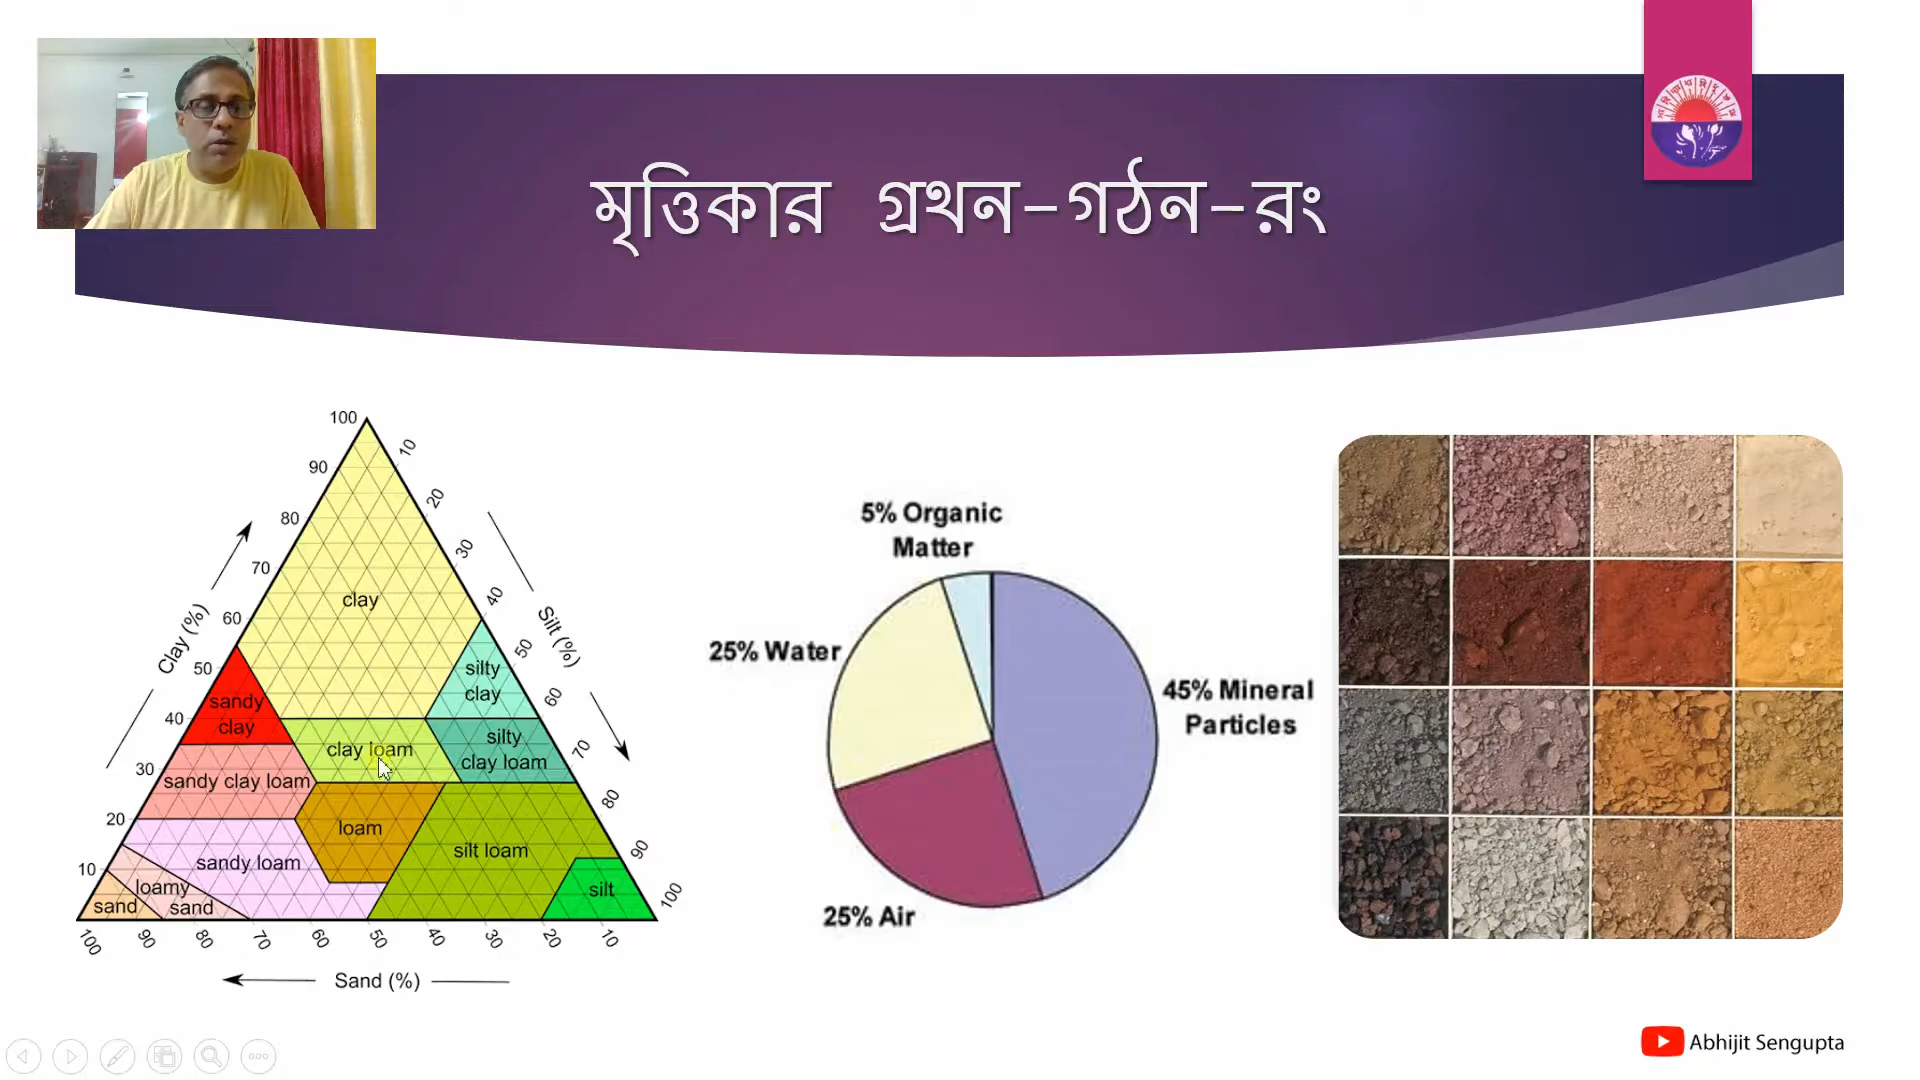 মৃত্তিকার গ্রথন-গঠন-রং
100
90
80
70
60
50
40
30
20
10
Clay (%)
10
20
30
40
50
60
70
80
90
100
Silt (%)
clay
silty
clay
sandy
clay
clay loam
silty
clay loam
sandy clay loam
loam
silt loam
sandy loam
silt
loamy
sand
sand
100
90
80
70
60
50
40
30
20
10
Sand (%)
5% Organic
Matter
25% Water
45% Mineral
Particles
25% Air
Abhijit Sengupta